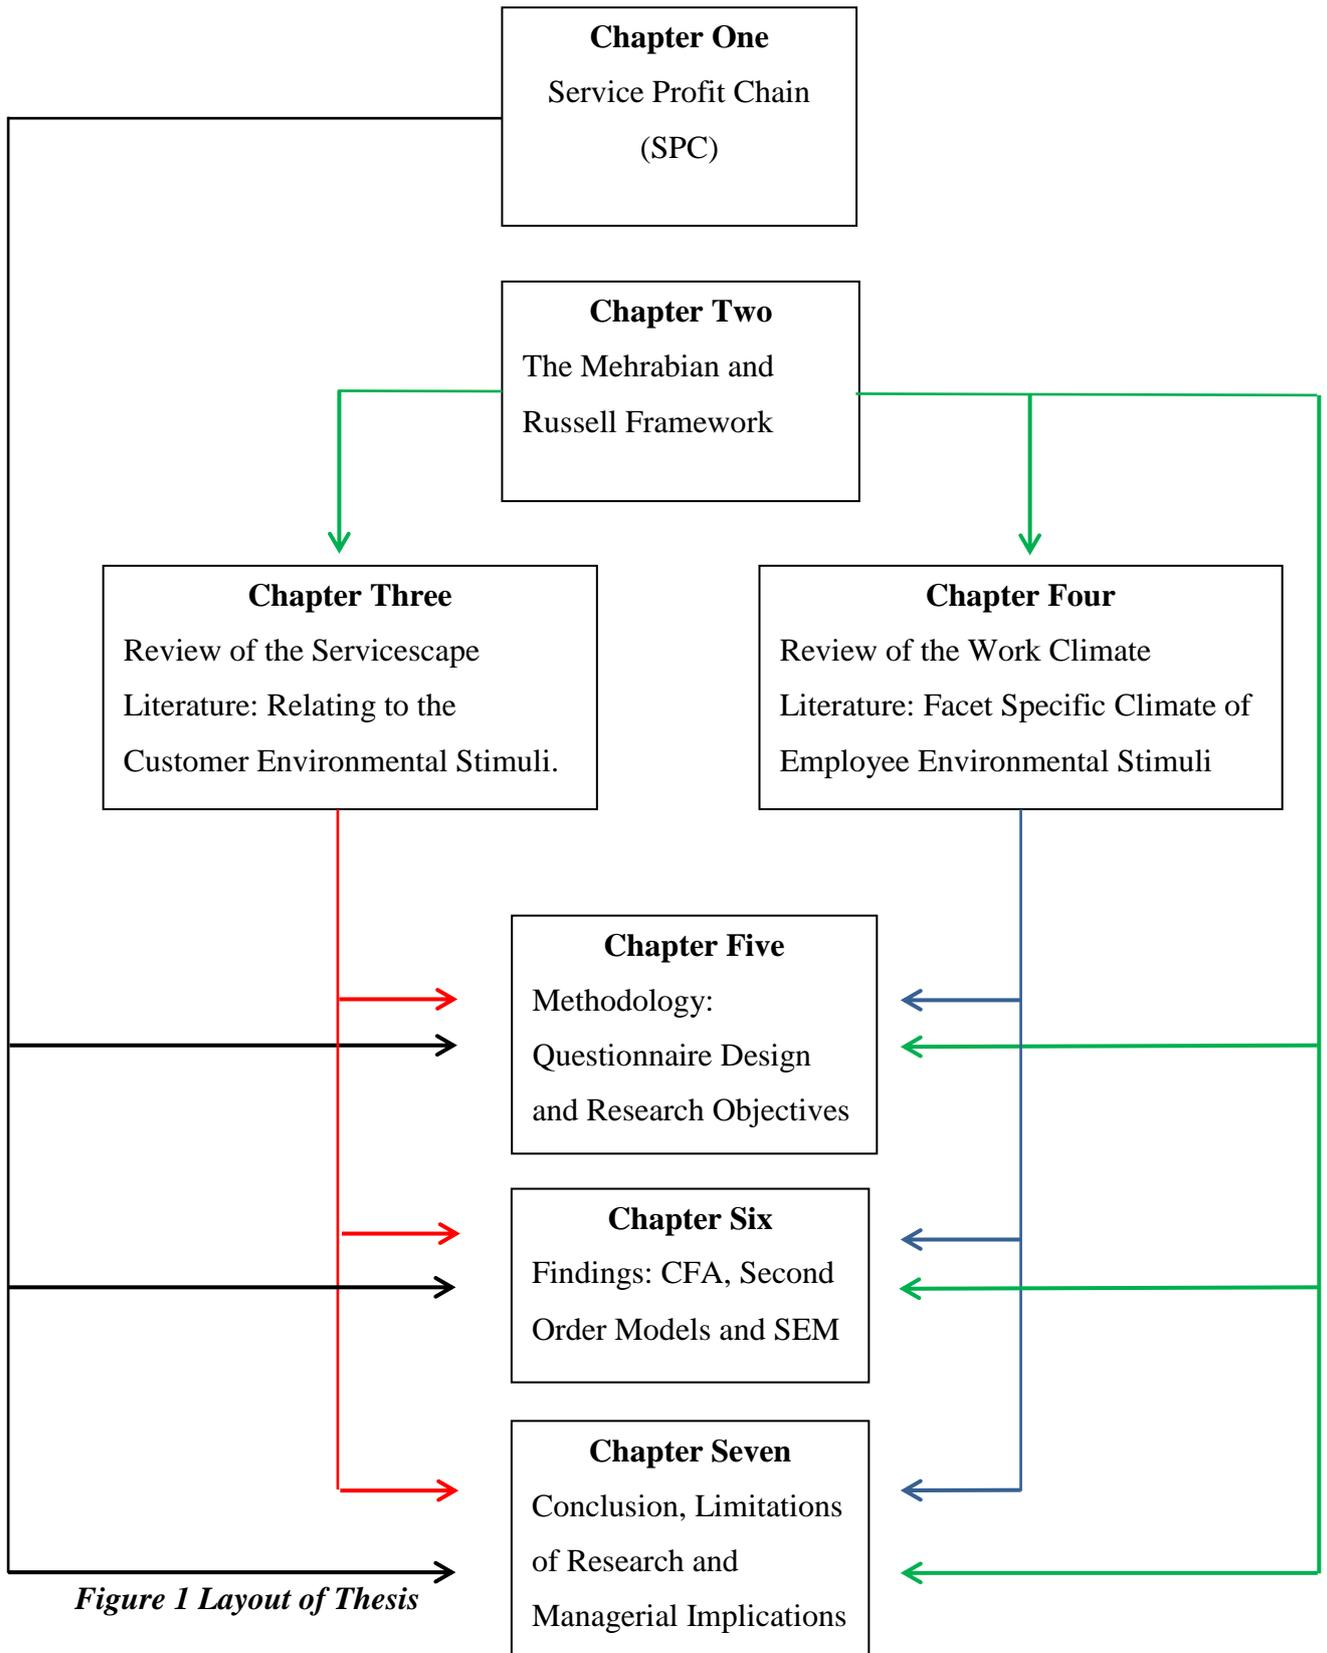 Chapter One
Service Profit Chain
(SPC)
Chapter Two
The Mehrabian and
Russell Framework
Chapter Three
Review of the Servicescape
Literature: Relating to the
Customer Environmental Stimuli.
Chapter Four
Review of the Work Climate
Literature: Facet Specific Climate of
Employee Environmental Stimuli
Chapter Five
Methodology:
Questionnaire Design
and Research Objectives
Chapter Six
Findings: CFA, Second
Order Models and SEM
Chapter Seven
Conclusion, Limitations
of Research and
Managerial Implications
Figure 1 Layout of Thesis